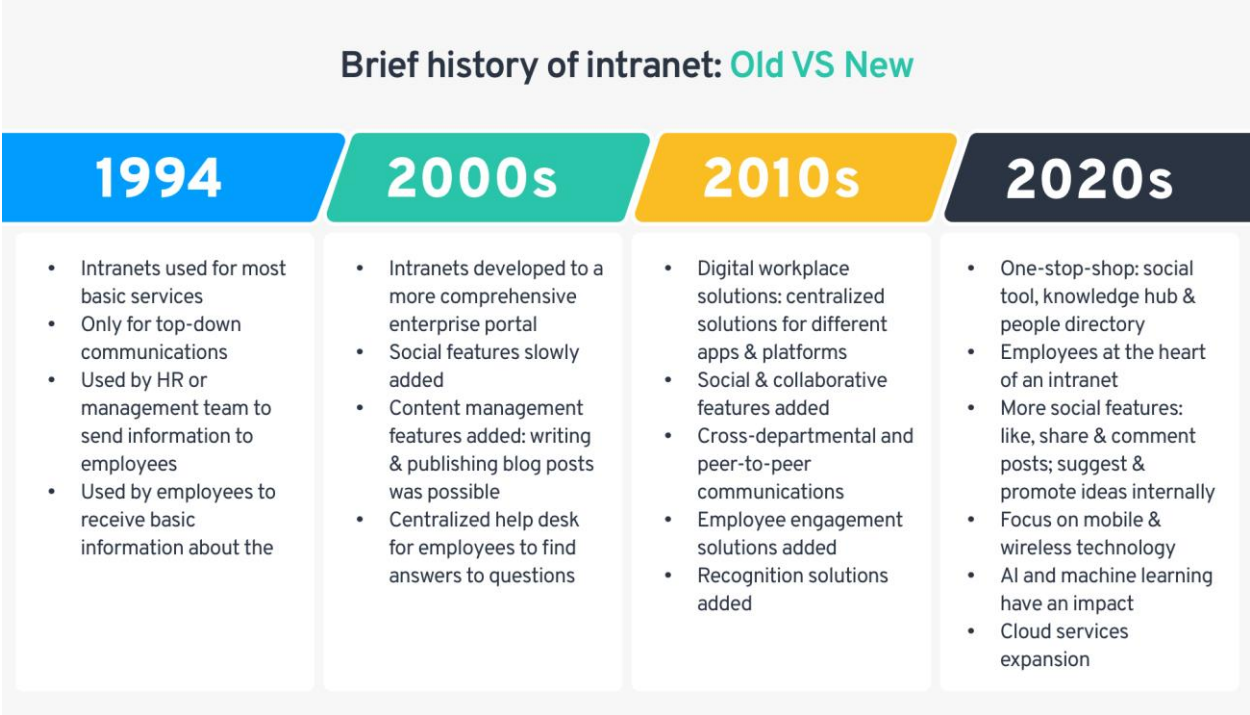 Brief history of intranet: Old VS New
1994
• Intranets used for most
basic services
• Only for top-down
communications
• Used by HR or
management team to
send information to
employees
• Used by employees to
receive basic
information about the
2000s
• Intranets developed to a
more comprehensive
enterprise portal
• Social features slowly
added
• Content management
features added: writing
& publishing blog posts
was possible
• Centralized help desk
for employees to find
answers to questions
2010s
• Digital workplace
solutions: centralized
solutions for different
apps & platforms
• Social & collaborative
features added
• Cross-departmental and
peer-to-peer
communications
• Employee engagement
solutions added
• Recognition solutions
added
2020s
• One-stop-shop: social
tool, knowledge hub &
people directory
• Employees at the heart
of an intranet
• More social features:
like, share & comment
posts; suggest &
promote ideas internally
• Focus on mobile &
wireless technology
• AI and machine learning
have an impact
• Cloud services
expansion